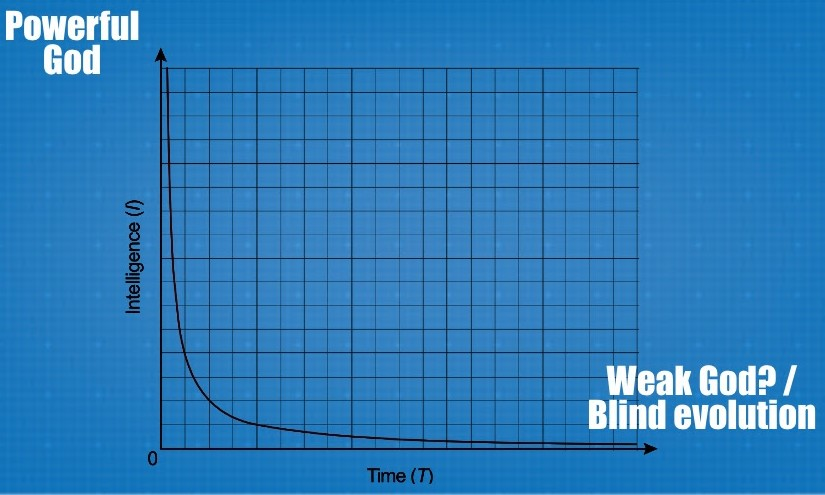 Powerful
God
Intelligence (I)
Weak God? /
Blind evolution
0
Time (T)